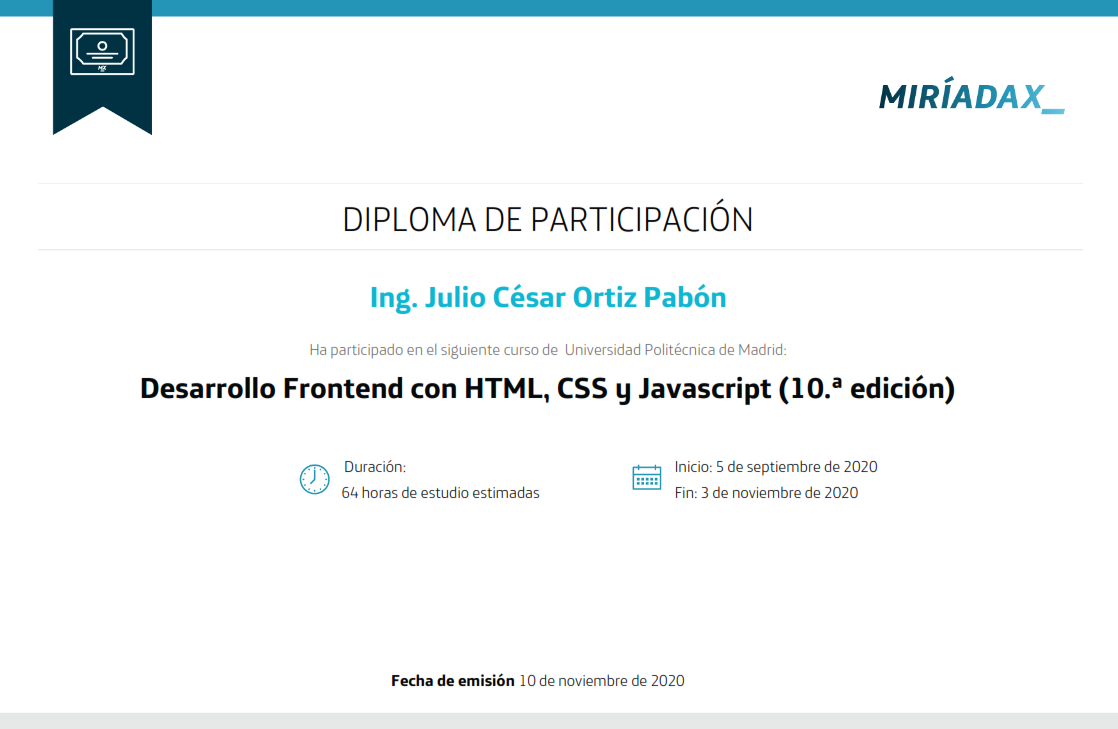 MX
MIRÍADAX_
DIPLOMA DE PARTICIPACIÓN
Ing. Julio César Ortiz Pabón
Ha participado en el siguiente curso de Universidad Politécnica de Madrid:
Desarrollo Frontend con HTML, CSS y Javascript (10.ª edición)
Duración:
64 horas de estudio estimadas
Inicio: 5 de septiembre de 2020
Fin: 3 de noviembre de 2020
Fecha de emisión 10 de noviembre de 2020